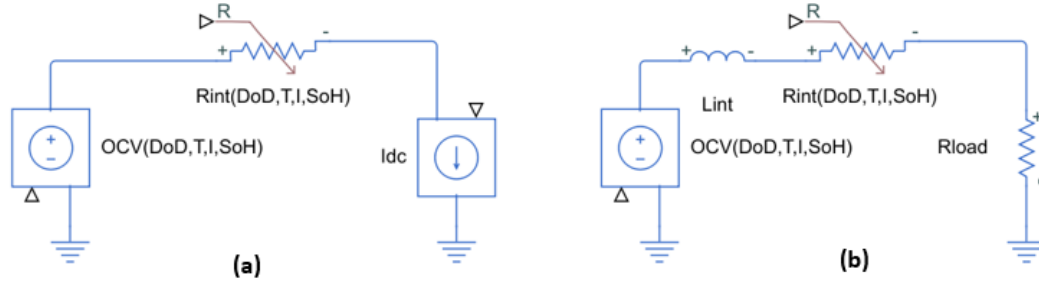 R
+ -
Rint(DoD,T,I,SoH)
+
−
OCV(DoD,T,I,SoH)
Idc
(a)
R
+ - + -
Lint
Rint(DoD,T,I,SoH)
+
−
OCV(DoD,T,I,SoH)
Rload
+
(b)